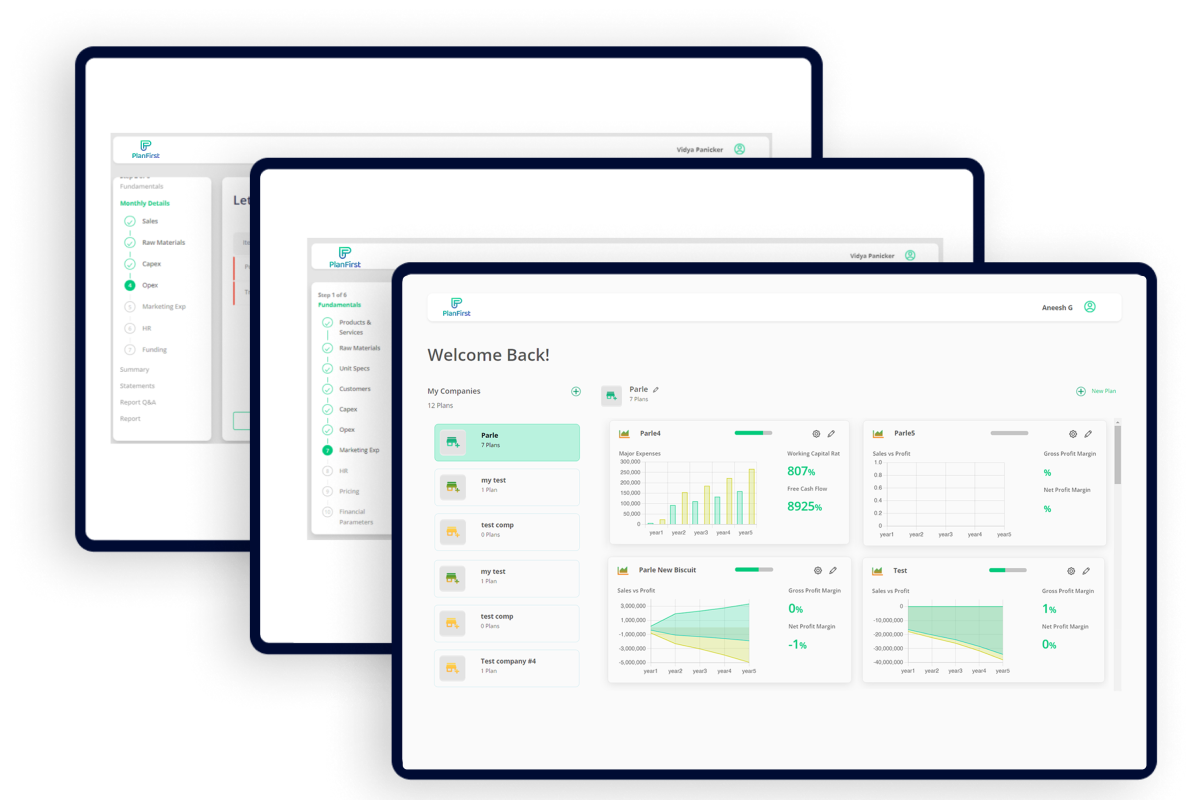 PlanFirst
Vidya Panicker
Fundamentals
Monthly Details
Sales
Raw Materials
Capex
4 Opex
5 Marketing Exp
6 HR
7 Funding
Summary
Statements
Report Q&A
Report
Let
PlanFirst
Vidya Panicker
Step 1 of 6
Fundamentals
Products &
Services
Raw Materials
Unit Specs
Customers
Capex
Opex
7 Marketing Exp
8 HR
9 Pricing
10 Financial
Parameters
PlanFirst
Aneesh G
Welcome Back!
My Companies
12 Plans
Parle
7 Plans
my test
1 Plan
test comp
0 Plans
my test
1 Plan
test comp
0 Plans
Test company #4
1 Plan
Parle
7 Plans
New Plan
Parle4
Major Expenses
300,000
250,000
200,000
150,000
100,000
50,000
0
year1 year2 year3 year4 year5
Working Capital Rat
807%
Free Cash Flow
8925%
Parle5
Sales vs Profit
1.0
0.8
0.6
0.4
0.2
0
year1 year2 year3 year4 year5
Gross Profit Margin
%
Net Profit Margin
%
Parle New Biscuit
Sales vs Profit
3,000,000
1,000,000
-1,000,000
-3,000,000
-5,000,000
year1 year2 year3 year4 year5
Gross Profit Margin
0%
Net Profit Margin
-1%
Test
Sales vs Profit
0
-10,000,000
-20,000,000
-30,000,000
-40,000,000
year1 year2 year3 year4 year5
Gross Profit Margin
1%
Net Profit Margin
0%